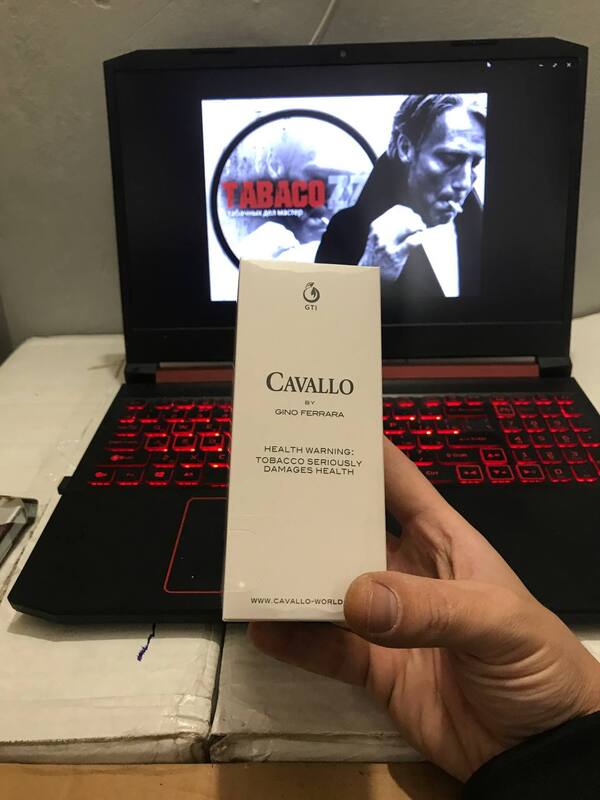 TABACO
табачных дел мастер
GTI
CAVALLO
BY
GINO FERRARA
HEALTH WARNING:
TOBACCO SERIOUSLY
DAMAGES HEALTH
WWW.CAVALLO-WORLD